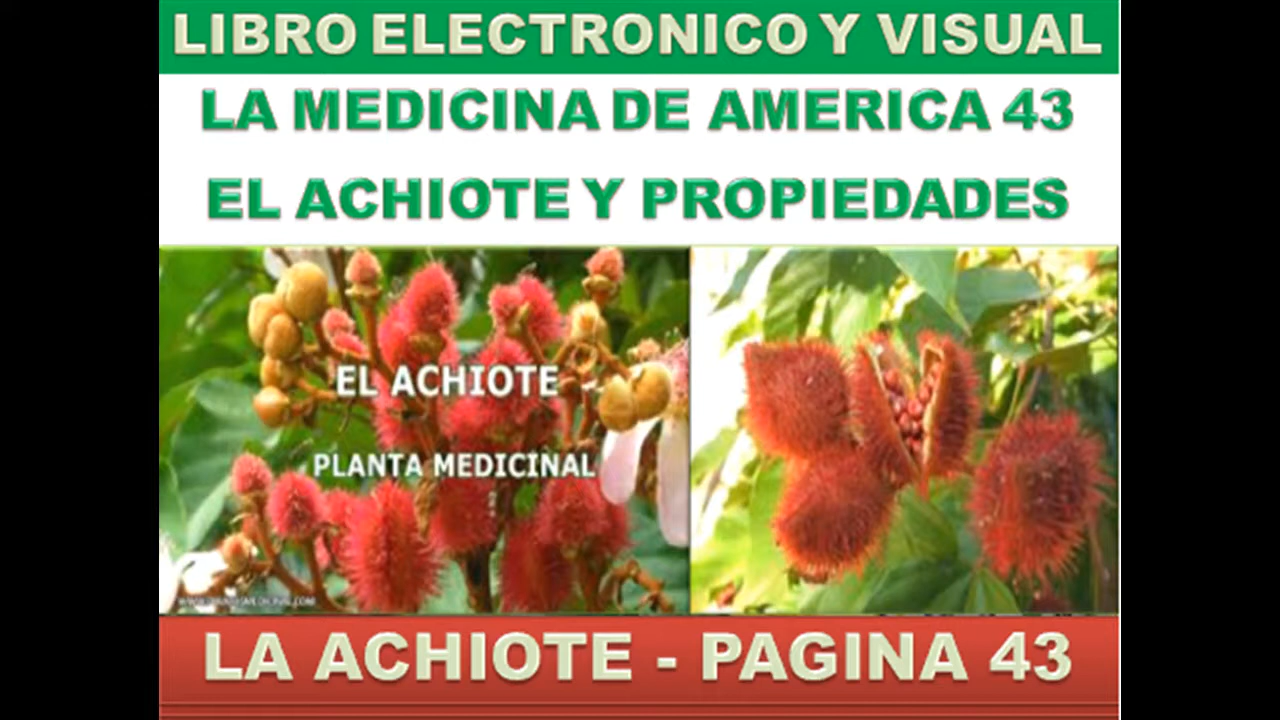 LIBRO ELECTRONICO Y VISUAL
LA MEDICINA DE AMERICA 43
EL ACHIOTE Y PROPIEDADES
EL ACHIOTE
PLANTA MEDICINAL
LA ACHIOTE - PAGINA 43